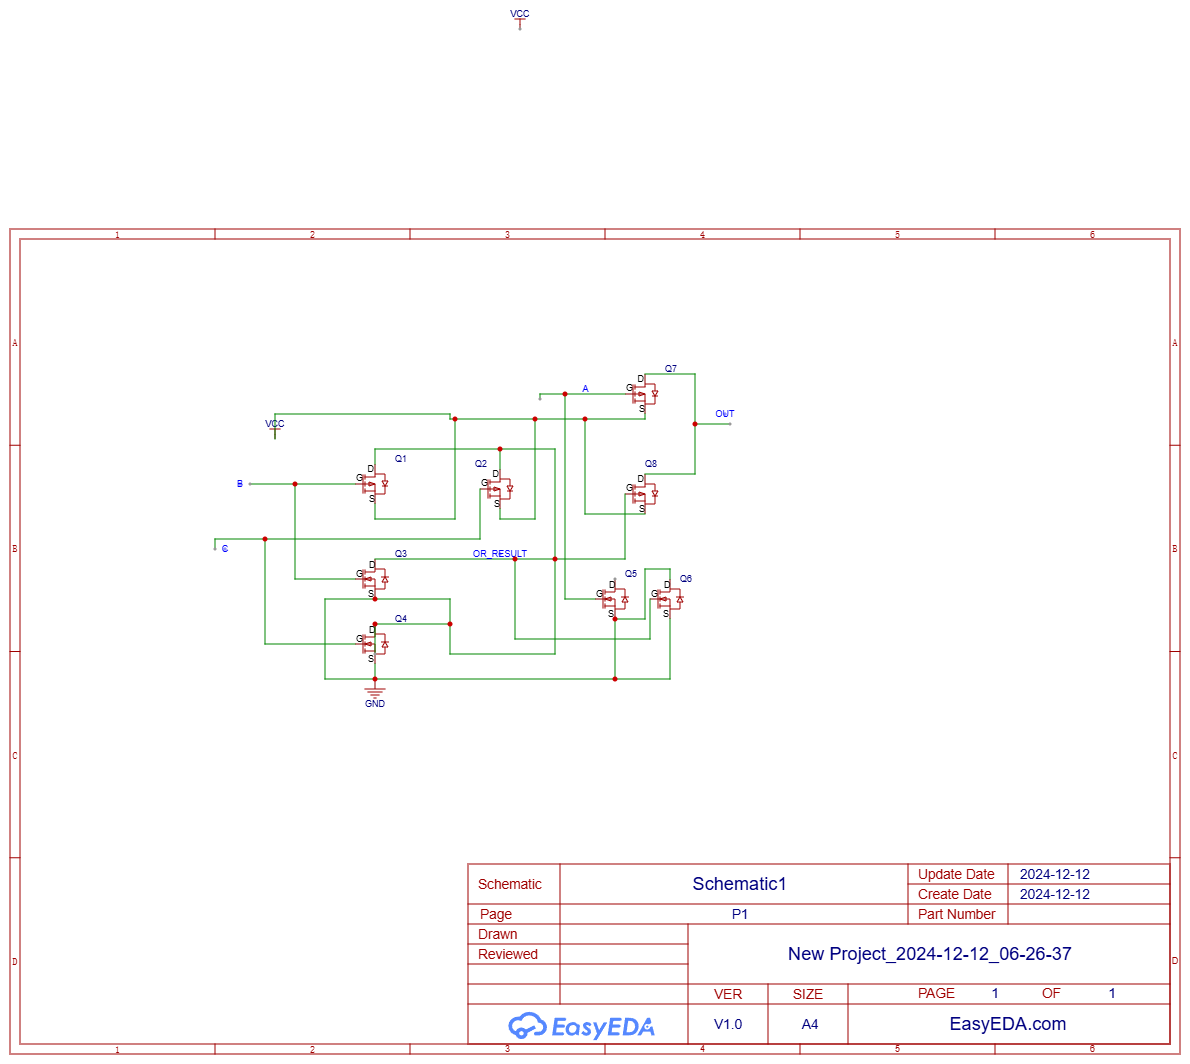 VCC
1 2 3 4 5 6
Q7
D
G
A
S
A A
OUT
VCC
Q1
D
G
S
B
Q2
D
G
S
Q8
D
G
S
B B
C
Q3
D
G
S
OR_RESULT
Q5
D
G
S
Q6
D
G
S
Q4
D
G
S
GND
C C
D D
Schematic
Schematic1
Update Date 2024-12-12
Create Date 2024-12-12
Page P1 Part Number
Drawn
Reviewed
New Project_2024-12-12_06-26-37
VER SIZE PAGE 1 OF 1
EasyEDA V1.0 A4 EasyEDA.com
1 2 3 4 5 6